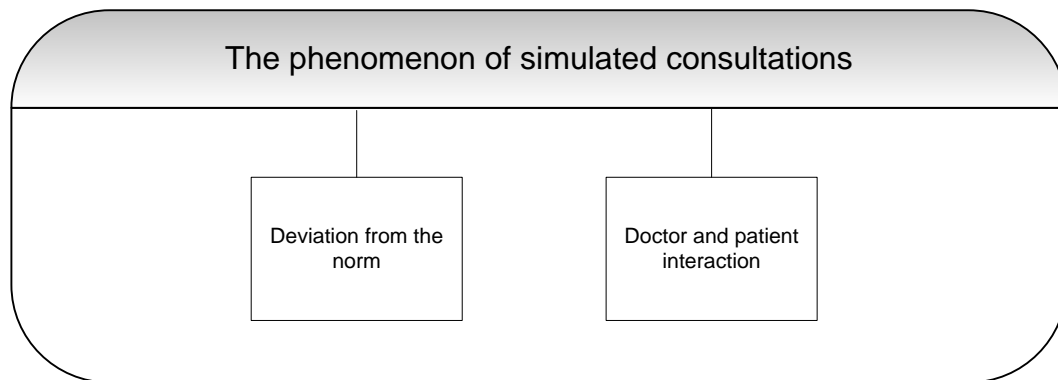 The phenomenon of simulated consultations
Deviation from the
norm
Doctor and patient
interaction